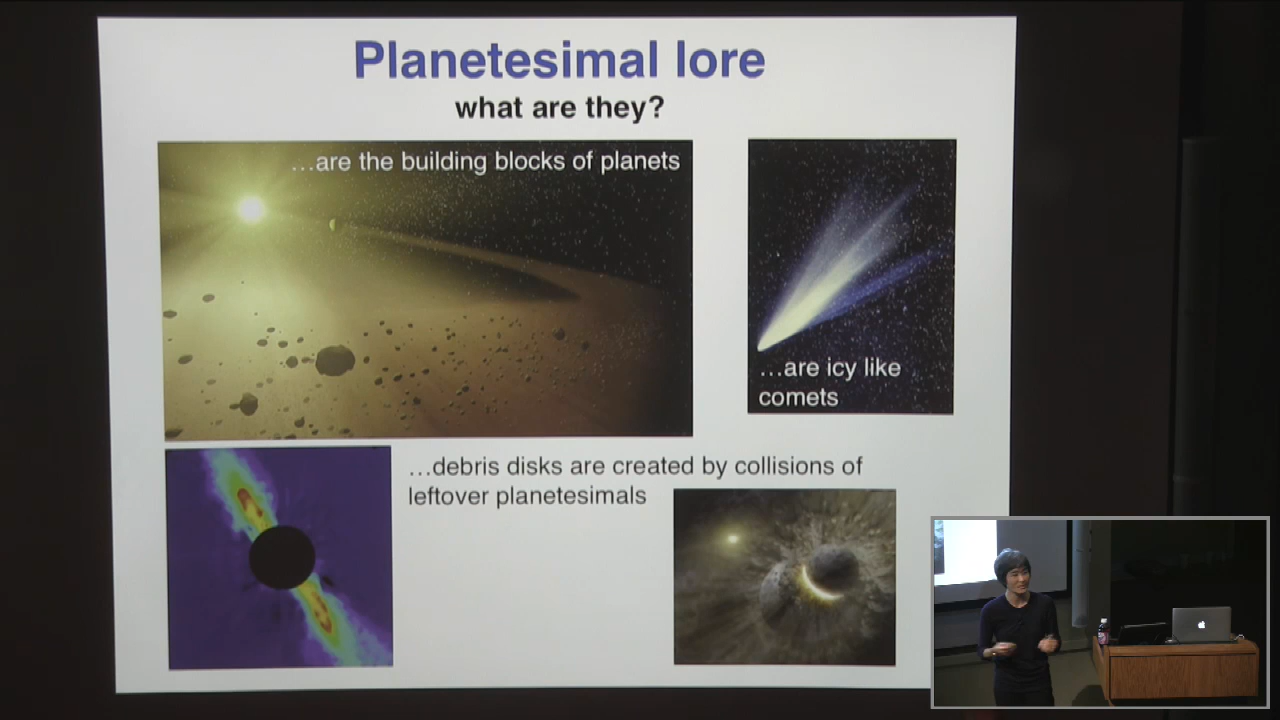 Planetesimal lore
what are they?
...are the building blocks of planets
...are icy like
comets
...debris disks are created by collisions of
leftover planetesimals